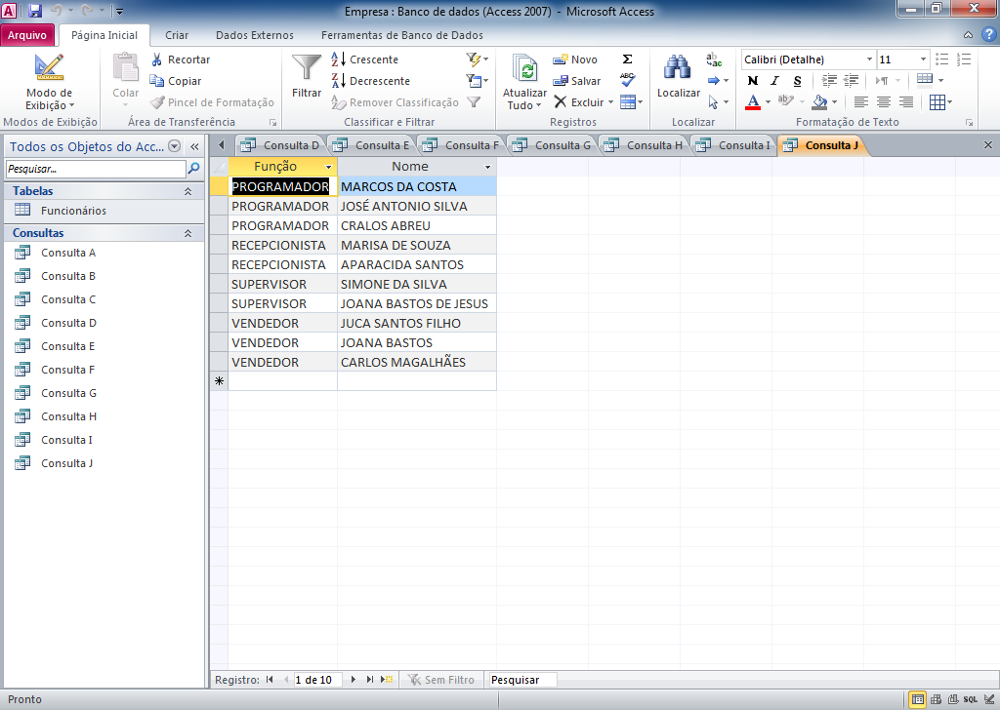 Empresa : Banco de dados (Access 2007) - Microsoft Access
Arquivo Página Inicial Criar Dados Externos Ferramentas de Banco de Dados
Modo de Exibição
Modos de Exibição
Colar
Recortar
Copiar
Pincel de Formatação
Área de Transferência
Filtrar
Crescente
Decrescente
Remover Classificação
Classificar e Filtrar
Atualizar Tudo
Novo
Salvar
Excluir
Registros
Localizar
Localizar
Calibri (Detalhe) 11
N I S
Formatação de Texto
Todos os Objetos do Acc...
Pesquisar...
Tabelas
Funcionários
Consultas
Consulta A
Consulta B
Consulta C
Consulta D
Consulta E
Consulta F
Consulta G
Consulta H
Consulta I
Consulta J
Consulta D Consulta E Consulta F Consulta G Consulta H Consulta I Consulta J
Função Nome
PROGRAMADOR MARCOS DA COSTA
PROGRAMADOR JOSÉ ANTONIO SILVA
PROGRAMADOR CRALOS ABREU
RECEPCIONISTA MARISA DE SOUZA
RECEPCIONISTA APARACIDA SANTOS
SUPERVISOR SIMONE DA SILVA
SUPERVISOR JOANA BASTOS DE JESUS
VENDEDOR JUCA SANTOS FILHO
VENDEDOR JOANA BASTOS
VENDEDOR CARLOS MAGALHÃES
Registro: 1 de 10 Sem Filtro Pesquisar
Pronto SQL